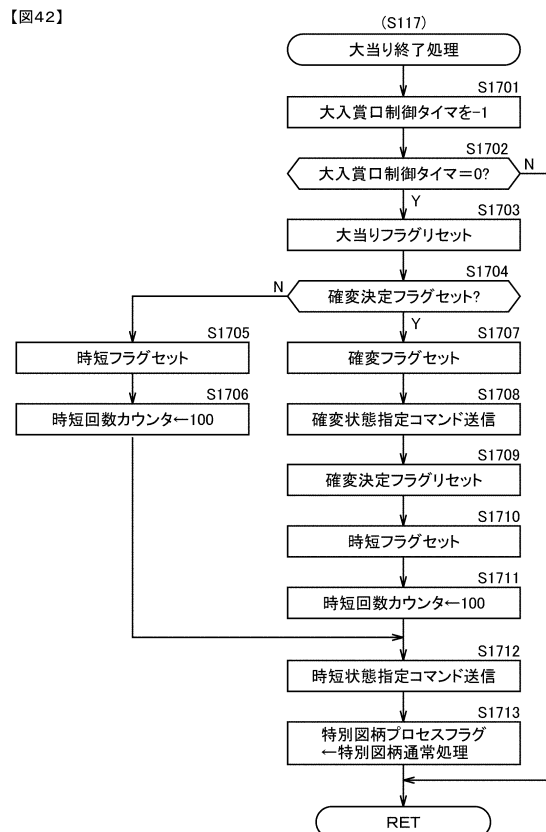 【図42】
(S117)
大当り終了処理
S1701
大入賞口制御タイマを-1
S1702
大入賞口制御タイマ＝0?
N
Y
S1703
大当りフラグリセット
S1704
確変決定フラグセット?
N
Y
S1705
時短フラグセット
S1706
時短回数カウンタ←100
S1707
確変フラグセット
S1708
確変状態指定コマンド送信
S1709
確変決定フラグリセット
S1710
時短フラグセット
S1711
時短回数カウンタ←100
S1712
時短状態指定コマンド送信
S1713
特別図柄プロセスフラグ
←特別図柄通常処理
RET